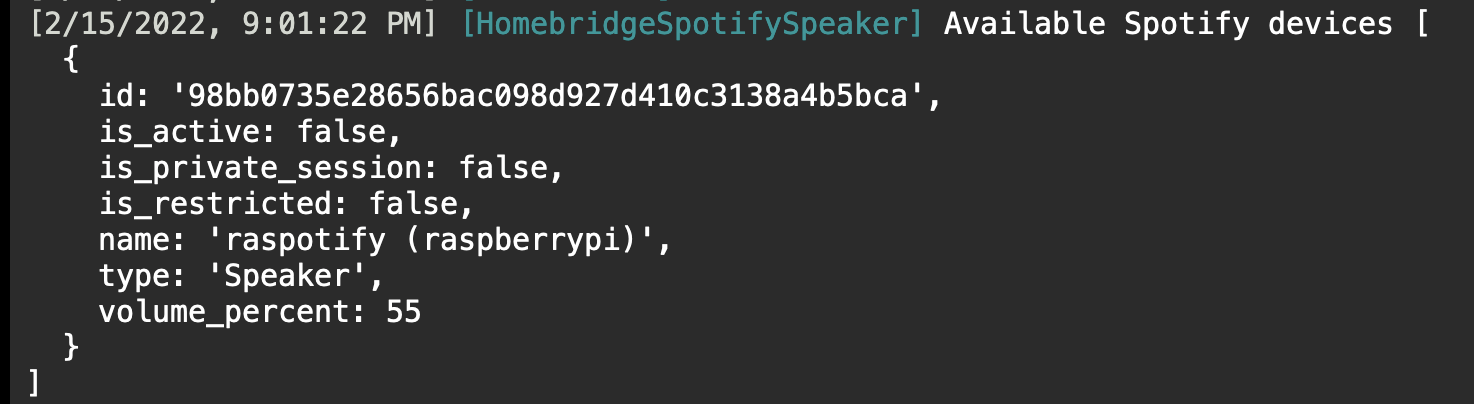 [2/15/2022, 9:01:22 PM] [HomebridgeSpotifySpeaker] Available Spotify devices [
{
id: '98bb0735e28656bac098d927d410c3138a4b5bca',
is_active: false,
is_private_session: false,
is_restricted: false,
name: 'raspotify (raspberrypi)',
type: 'Speaker',
volume_percent: 55
}
]